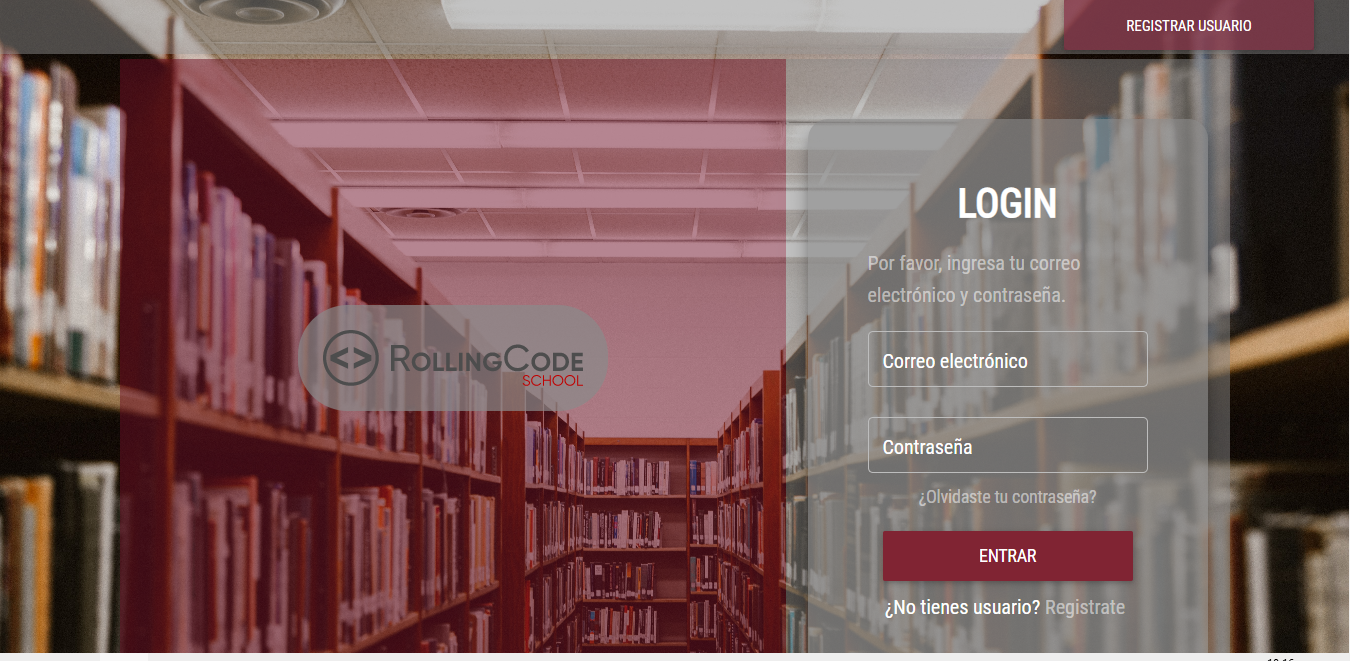 REGISTRAR USUARIO
LOGIN
Por favor, ingresa tu correo
electrónico y contraseña.
<> ROLLINGCODE
SCHOOL
Correo electrónico
Contraseña
¿Olvidaste tu contraseña?
ENTRAR
¿No tienes usuario? Registrate